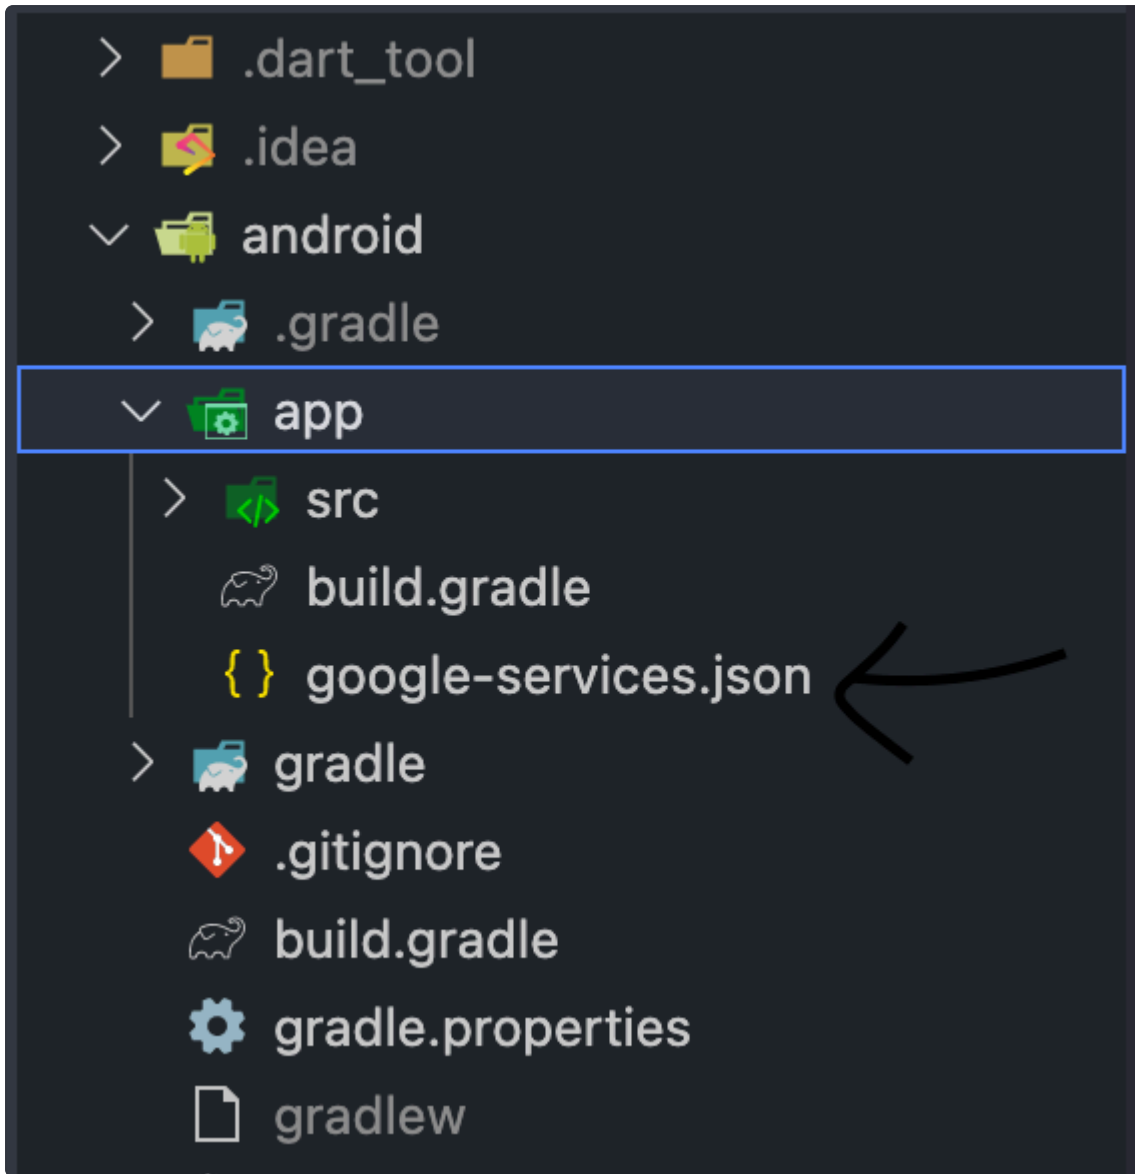 .dart_tool
.idea
android
.gradle
app
src
build.gradle
google-services.json
gradle
.gitignore
build.gradle
gradle.properties
gradlew